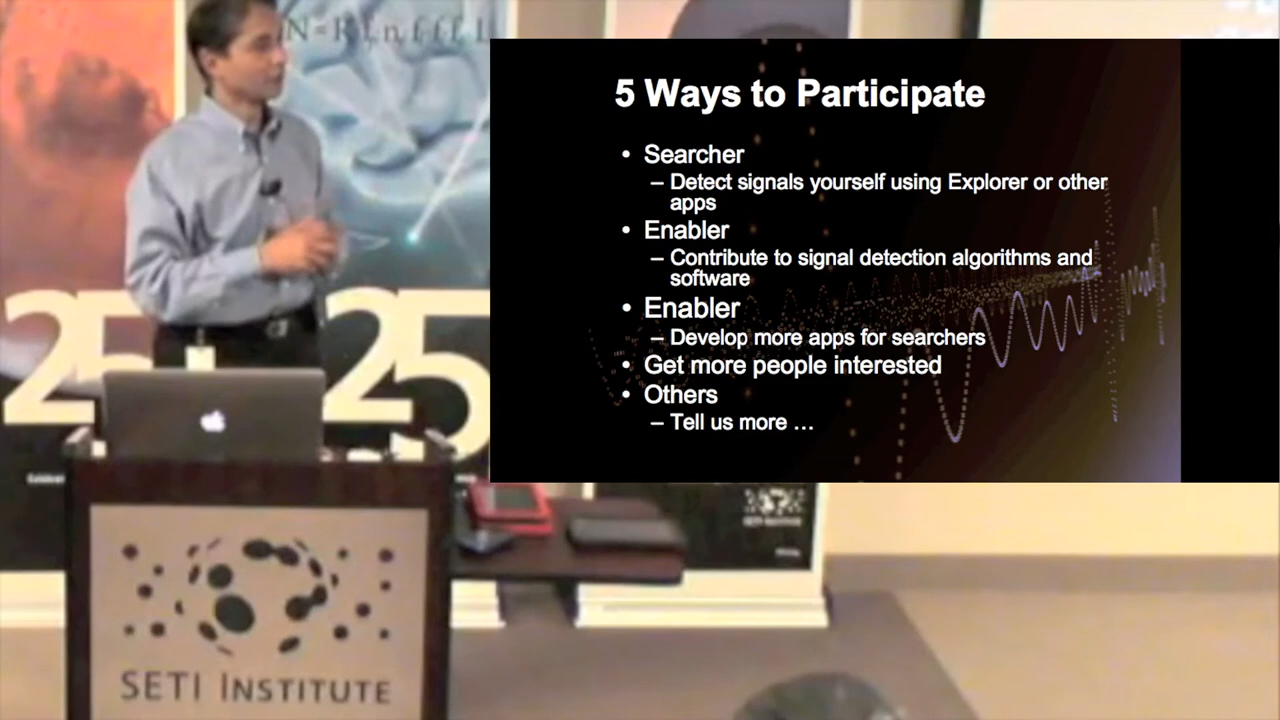 N=R
5 Ways to Participate
• Searcher
– Detect signals yourself using Explorer or other
apps
• Enabler
– Contribute to signal detection algorithms and
software
• Enabler
– Develop more apps for searchers
• Get more people interested
• Others
– Tell us more …
25
25
SETI INSTITUTE
SETI INSTITUTE